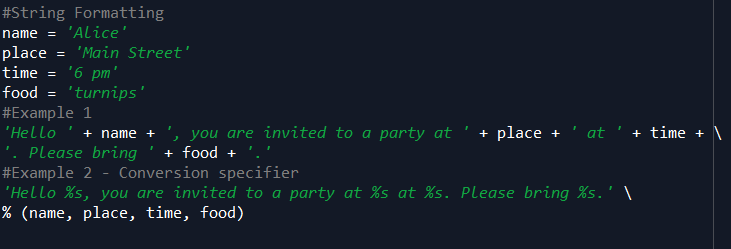 #String Formatting
name = 'Alice'
place = 'Main Street'
time = '6 pm'
food = 'turnips'
#Example 1
'Hello ' + name + ', you are invited to a party at ' + place + ' at ' + time + \
'. Please bring ' + food + '.'
#Example 2 - Conversion specifier
'Hello %s, you are invited to a party at %s at %s. Please bring %s.' \
% (name, place, time, food)